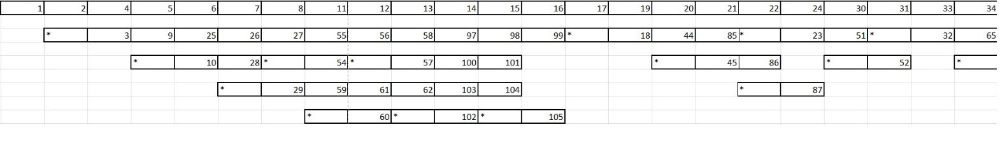 1 2 4 5 6 7 8 11 12 13 14 15 16 17 19 20 21 22 24 30 31 33 34
* 3 9 25 26 27 55 56 58 97 98 99 * 18 44 85 * 23 51 * 32 65
* 10 28 * 54 * 57 100 101 * 45 86 * 52 *
* 29 59 61 62 103 104 * 87
* 60 * 102 * 105